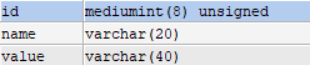 id mediumint(8) unsigned
name varchar(20)
value varchar(40)